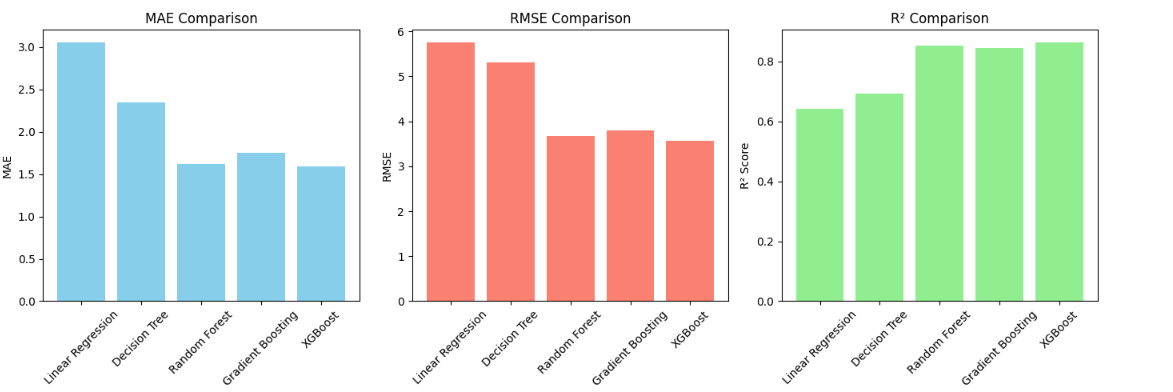 MAE Comparison
MAE
3.0
2.5
2.0
1.5
1.0
0.5
0.0
Linear Regression
Decision Tree
Random Forest
Gradient Boosting
XGBoost
RMSE Comparison
RMSE
6
5
4
3
2
1
0
Linear Regression
Decision Tree
Random Forest
Gradient Boosting
XGBoost
R² Comparison
R² Score
0.8
0.6
0.4
0.2
0.0
Linear Regression
Decision Tree
Random Forest
Gradient Boosting
XGBoost